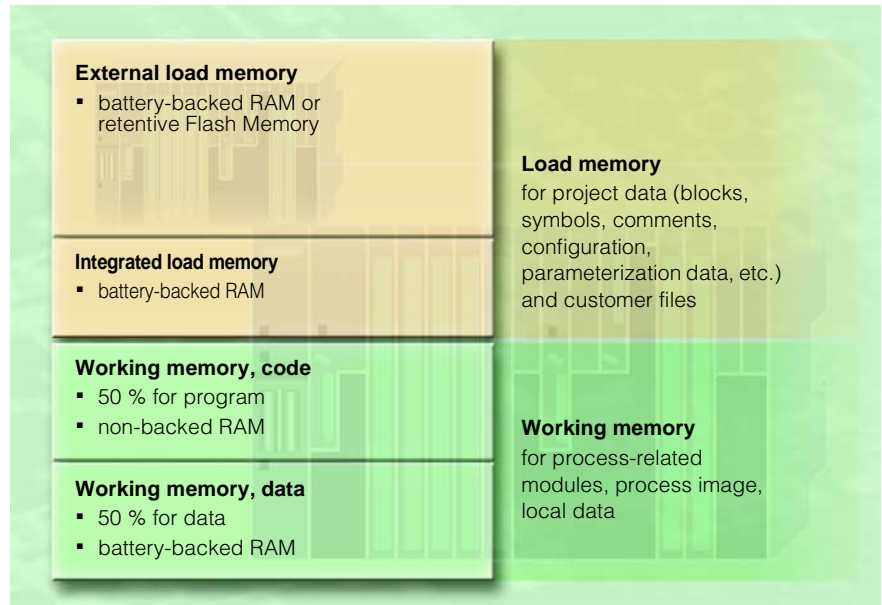 External load memory
▪ battery-backed RAM or
retentive Flash Memory
Integrated load memory
▪ battery-backed RAM
Working memory, code
▪ 50 % for program
▪ non-backed RAM
Working memory, data
▪ 50 % for data
▪ battery-backed RAM
Load memory
for project data (blocks,
symbols, comments,
configuration,
parameterization data, etc.)
and customer files
Working memory
for process-related
modules, process image,
local data